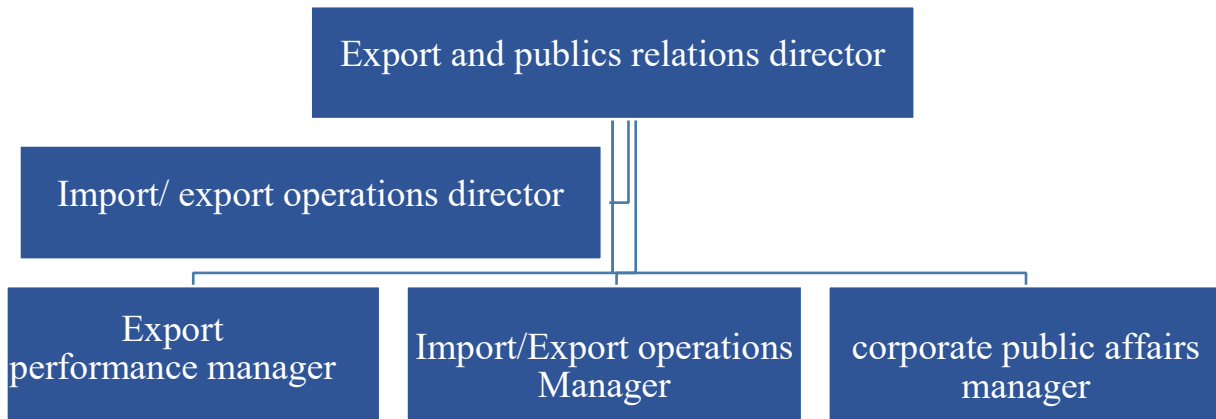 Export and publics relations director
Import/ export operations director
Export
performance manager
Import/Export operations
Manager
corporate public affairs
manager